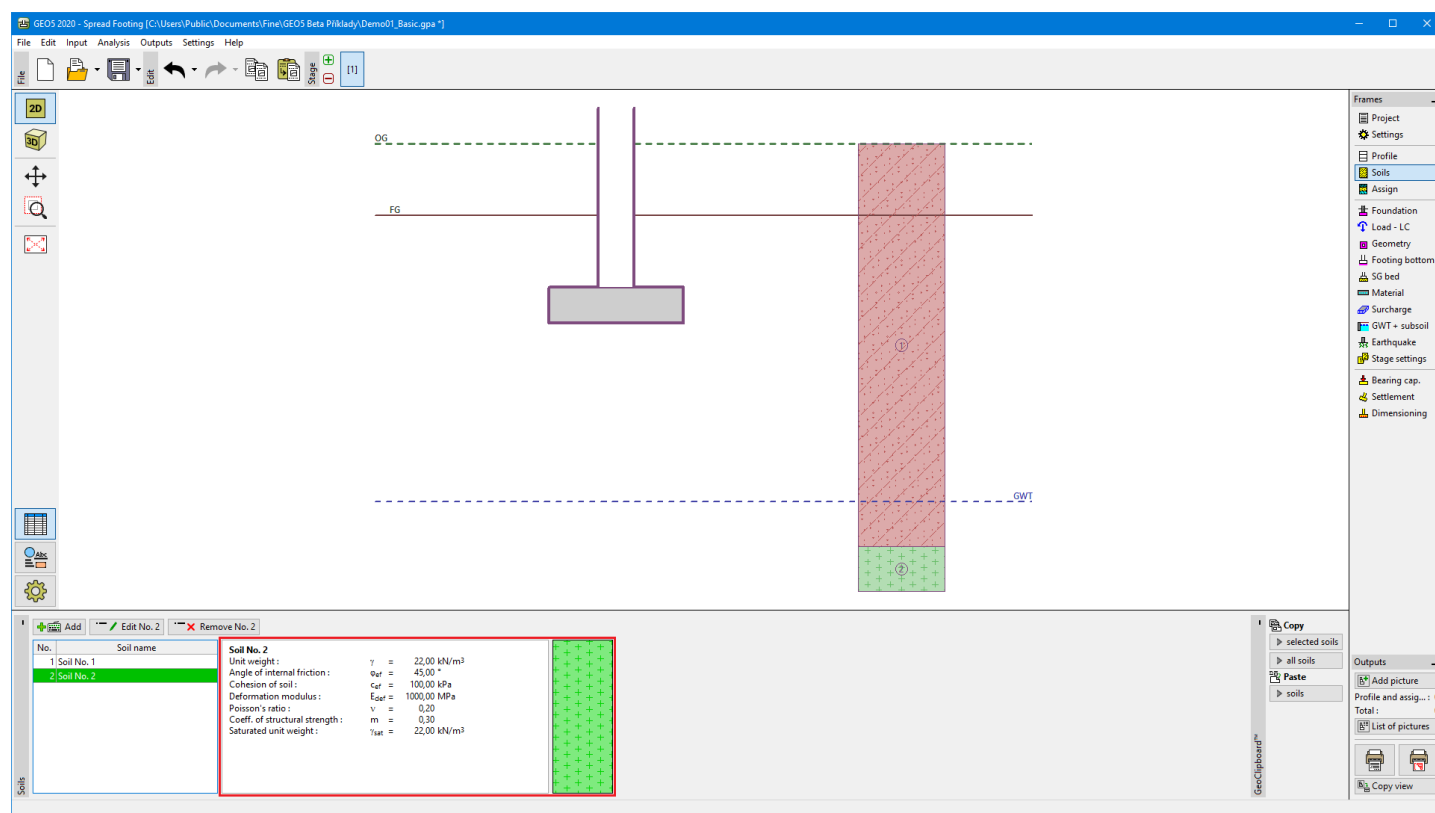 GEO5 2020 - Spread Footing [C:\Users\Public\Documents\Fine\GEO5 Beta Příklady\Demo01_Basic.gpa *]
File Edit Input Analysis Outputs Settings Help
File
Edit
Stage
[1]
2D
3D
Abc
OG
FG
GWT
1
2
Frames
Project
Settings
Profile
Soils
Assign
Foundation
Load - LC
Geometry
Footing bottom
SG bed
Material
Surcharge
GWT + subsoil
Earthquake
Stage settings
Bearing cap.
Settlement
Dimensioning
Soils
Add Edit No. 2 Remove No. 2
No. Soil name
1 Soil No. 1
2 Soil No. 2
Soil No. 2
Unit weight : γ = 22,00 kN/m³
Angle of internal friction : φef = 45,00 °
Cohesion of soil : cef = 100,00 kPa
Deformation modulus : Edef = 1000,00 MPa
Poisson's ratio : ν = 0,20
Coeff. of structural strength : m = 0,30
Saturated unit weight : γsat = 22,00 kN/m³
GeoClipboard™
Copy
selected soils
all soils
Paste
soils
Outputs
Add picture
Profile and assig... :
Total :
List of pictures
Copy view